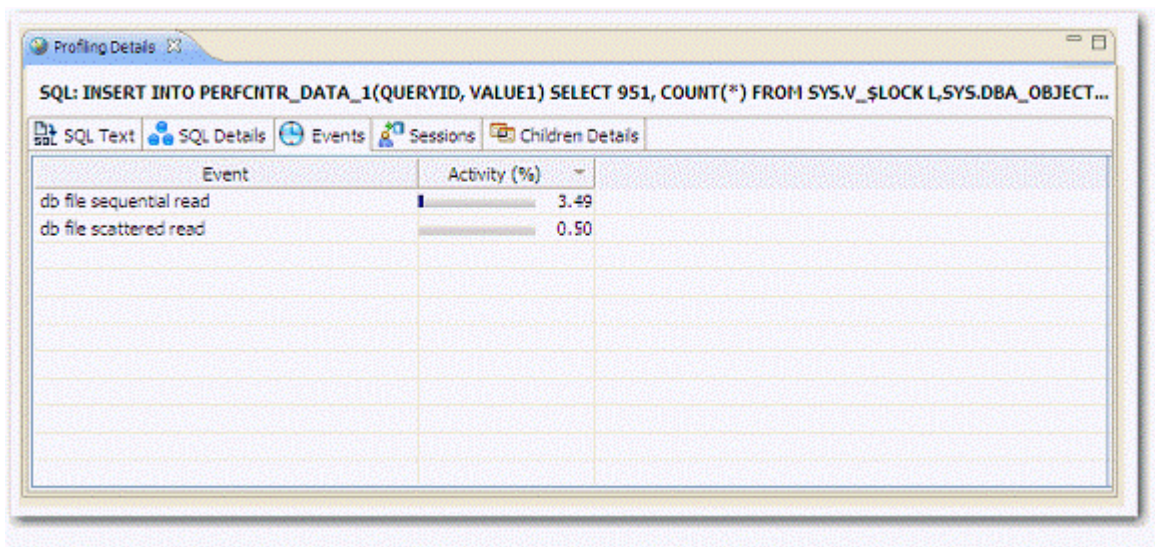 Profiling Details
SQL: INSERT INTO PERFCNTR_DATA_1(QUERYID, VALUE1) SELECT 951, COUNT(*) FROM SYS.V_$LOCK L,SYS.DBA_OBJECT...
SQL Text SQL Details Events Sessions Children Details
Event Activity (%)
db file sequential read 3.49
db file scattered read 0.50